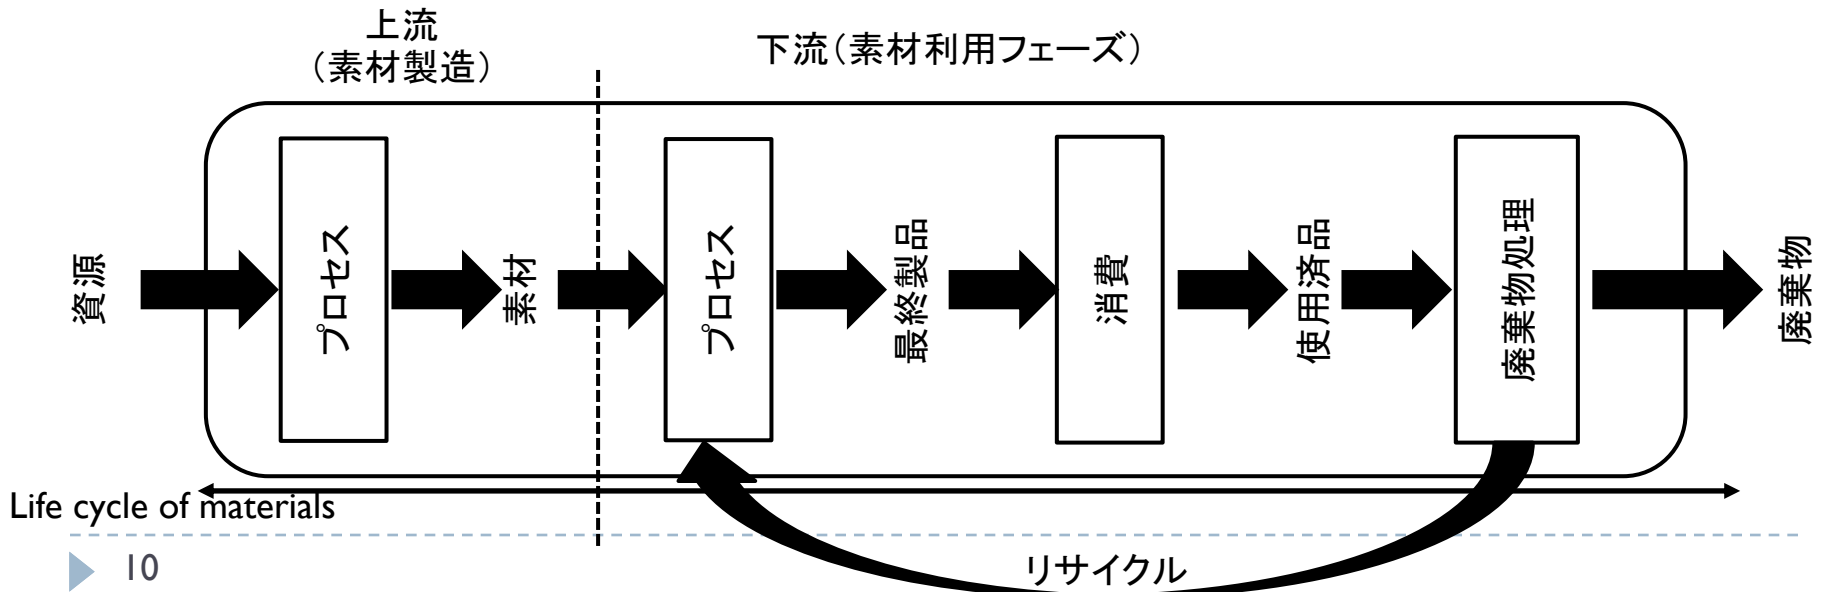 上流
（素材製造）
下流（素材利用フェーズ）
資源
プロセス
素材
プロセス
最終製品
消費
使用済品
廃棄物処理
廃棄物
Life cycle of materials
リサイクル
10